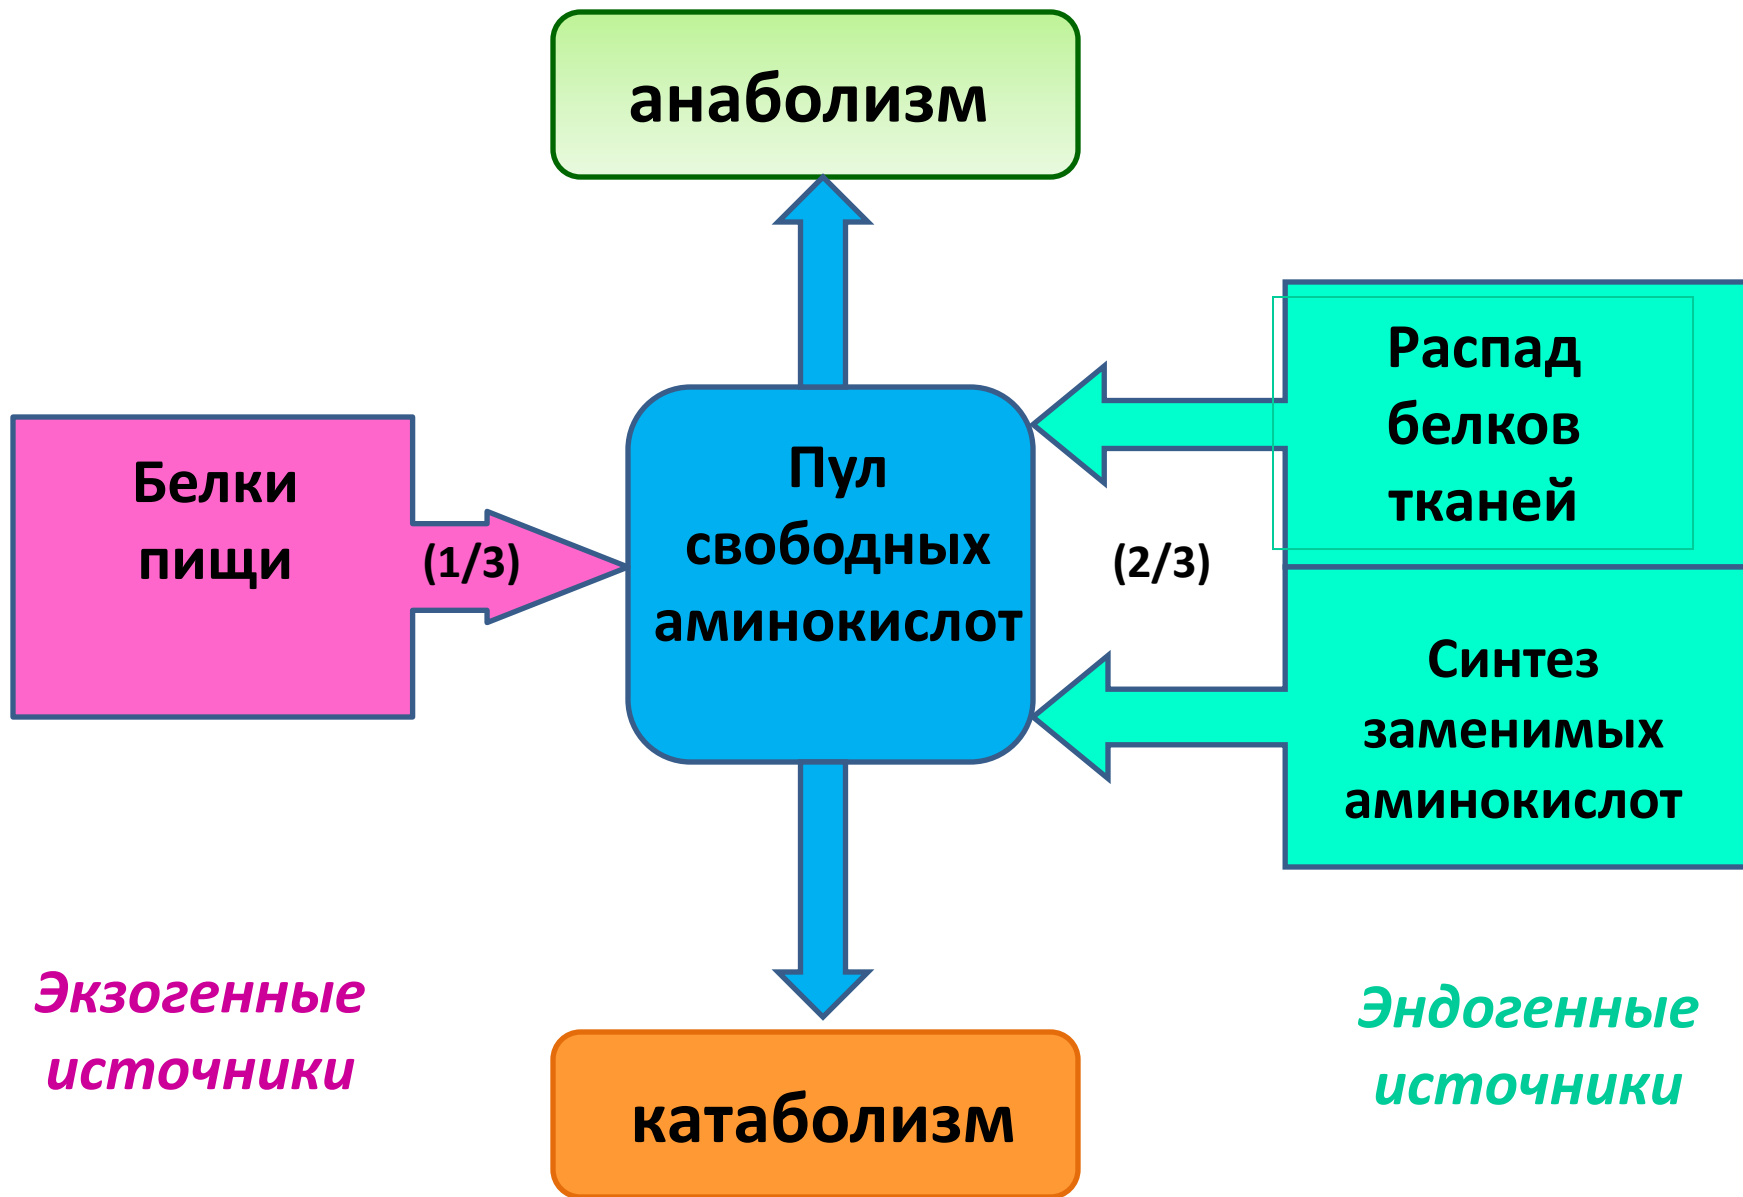 анаболизм
Белки
пищи
(1/3)
Пул
свободных
аминокислот
(2/3)
Распад
белков
тканей
Синтез
заменимых
аминокислот
Экзогенные
источники
Эндогенные
источники
катаболизм